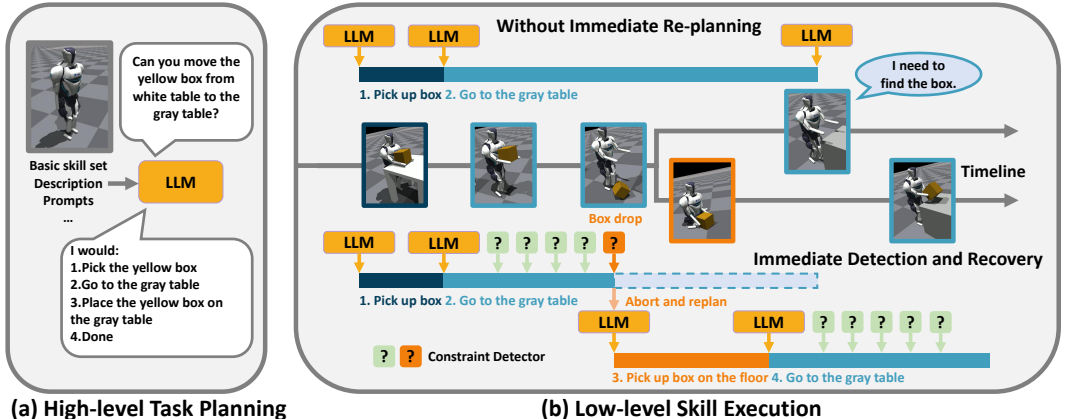 Can you move the
yellow box from
white table to the
gray table?
Basic skill set
Description
Prompts
...
LLM
I would:
1.Pick the yellow box
2.Go to the gray table
3.Place the yellow box on
the gray table
4.Done
(a) High-level Task Planning
Without Immediate Re-planning
LLM
LLM
LLM
1. Pick up box 2. Go to the gray table
I need to
find the box.
Timeline
Box drop
Immediate Detection and Recovery
LLM
LLM
? ? ? ? ?
1. Pick up box 2. Go to the gray table
Abort and replan
LLM
LLM
? ? ? ? ?
? ? Constraint Detector
3. Pick up box on the floor 4. Go to the gray table
(b) Low-level Skill Execution